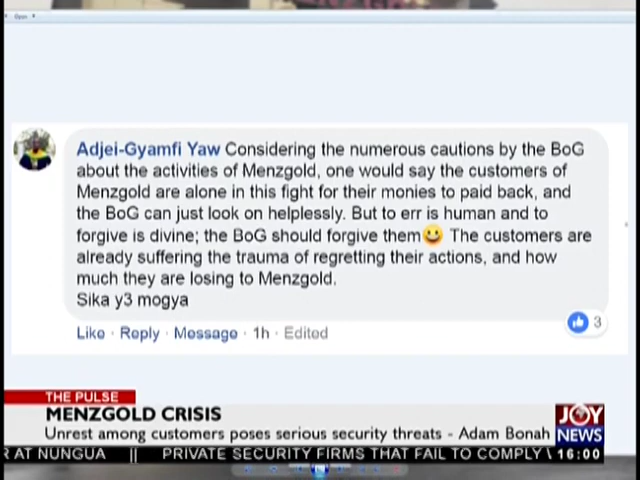 Open
Adjei-Gyamfi Yaw Considering the numerous cautions by the BoG
about the activities of Menzgold, one would say the customers of
Menzgold are alone in this fight for their monies to paid back, and
the BoG can just look on helplessly. But to err is human and to
forgive is divine; the BoG should forgive them😀 The customers are
already suffering the trauma of regretting their actions, and how
much they are losing to Menzgold.
Sika y3 mogya
Like · Reply · Message · 1h · Edited
3
THE PULSE
MENZGOLD CRISIS
Unrest among customers poses serious security threats - Adam Bonah
JOY
NEWS
R AT NUNGUA || PRIVATE SECURITY FIRMS THAT FAIL TO COMPLY
16:00